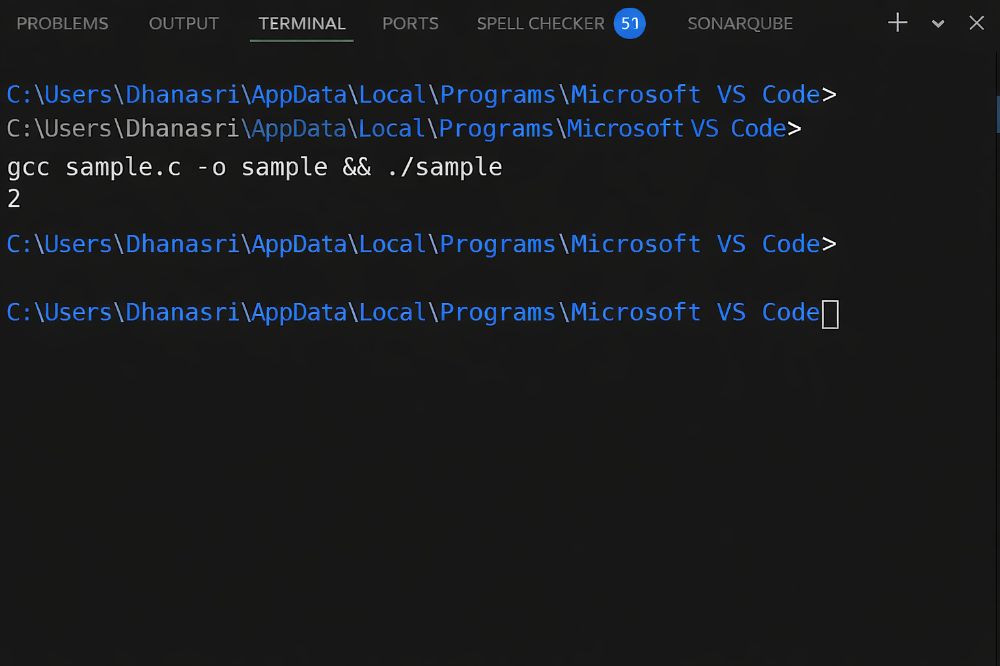 PROBLEMS OUTPUT TERMINAL PORTS SPELL CHECKER SONARQUBE
C:\Users\Dhanasri\AppData\Local\Programs\Microsoft VS Code>
C:\Users\Dhanasri\AppData\Local\Programs\Microsoft VS Code>
gcc sample.c -o sample && ./sample
2
C:\Users\Dhanasri\AppData\Local\Programs\Microsoft VS Code>
C:\Users\Dhanasri\AppData\Local\Programs\Microsoft VS Code